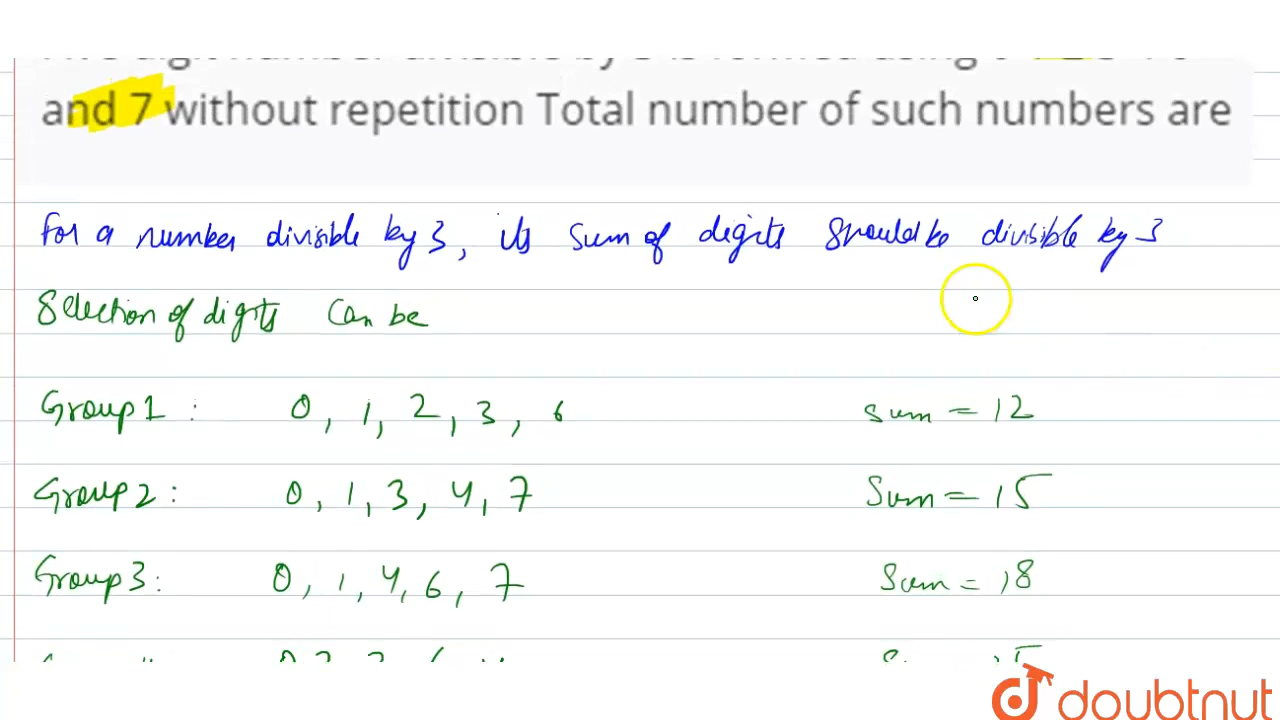 and 7 without repetition Total number of such numbers are
For a number divisible by 3, its sum of digits should be divisible by 3
Selection of digits can be
Group 1 : 0, 1, 2, 3, 6 sum = 12
Group 2 : 0, 1, 3, 4, 7 Sum = 15
Group 3 : 0, 1, 4, 6, 7 Sum = 18
doubtnut